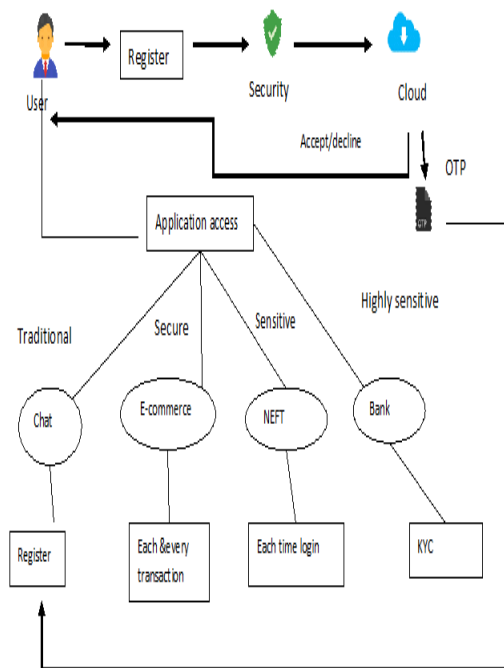 User
Register
Security
Cloud
Accept/decline
OTP
OTP
Application access
Traditional
Secure
Sensitive
Highly sensitive
Chat
E-commerce
NEFT
Bank
Register
Each &every
transaction
Each time login
KYC